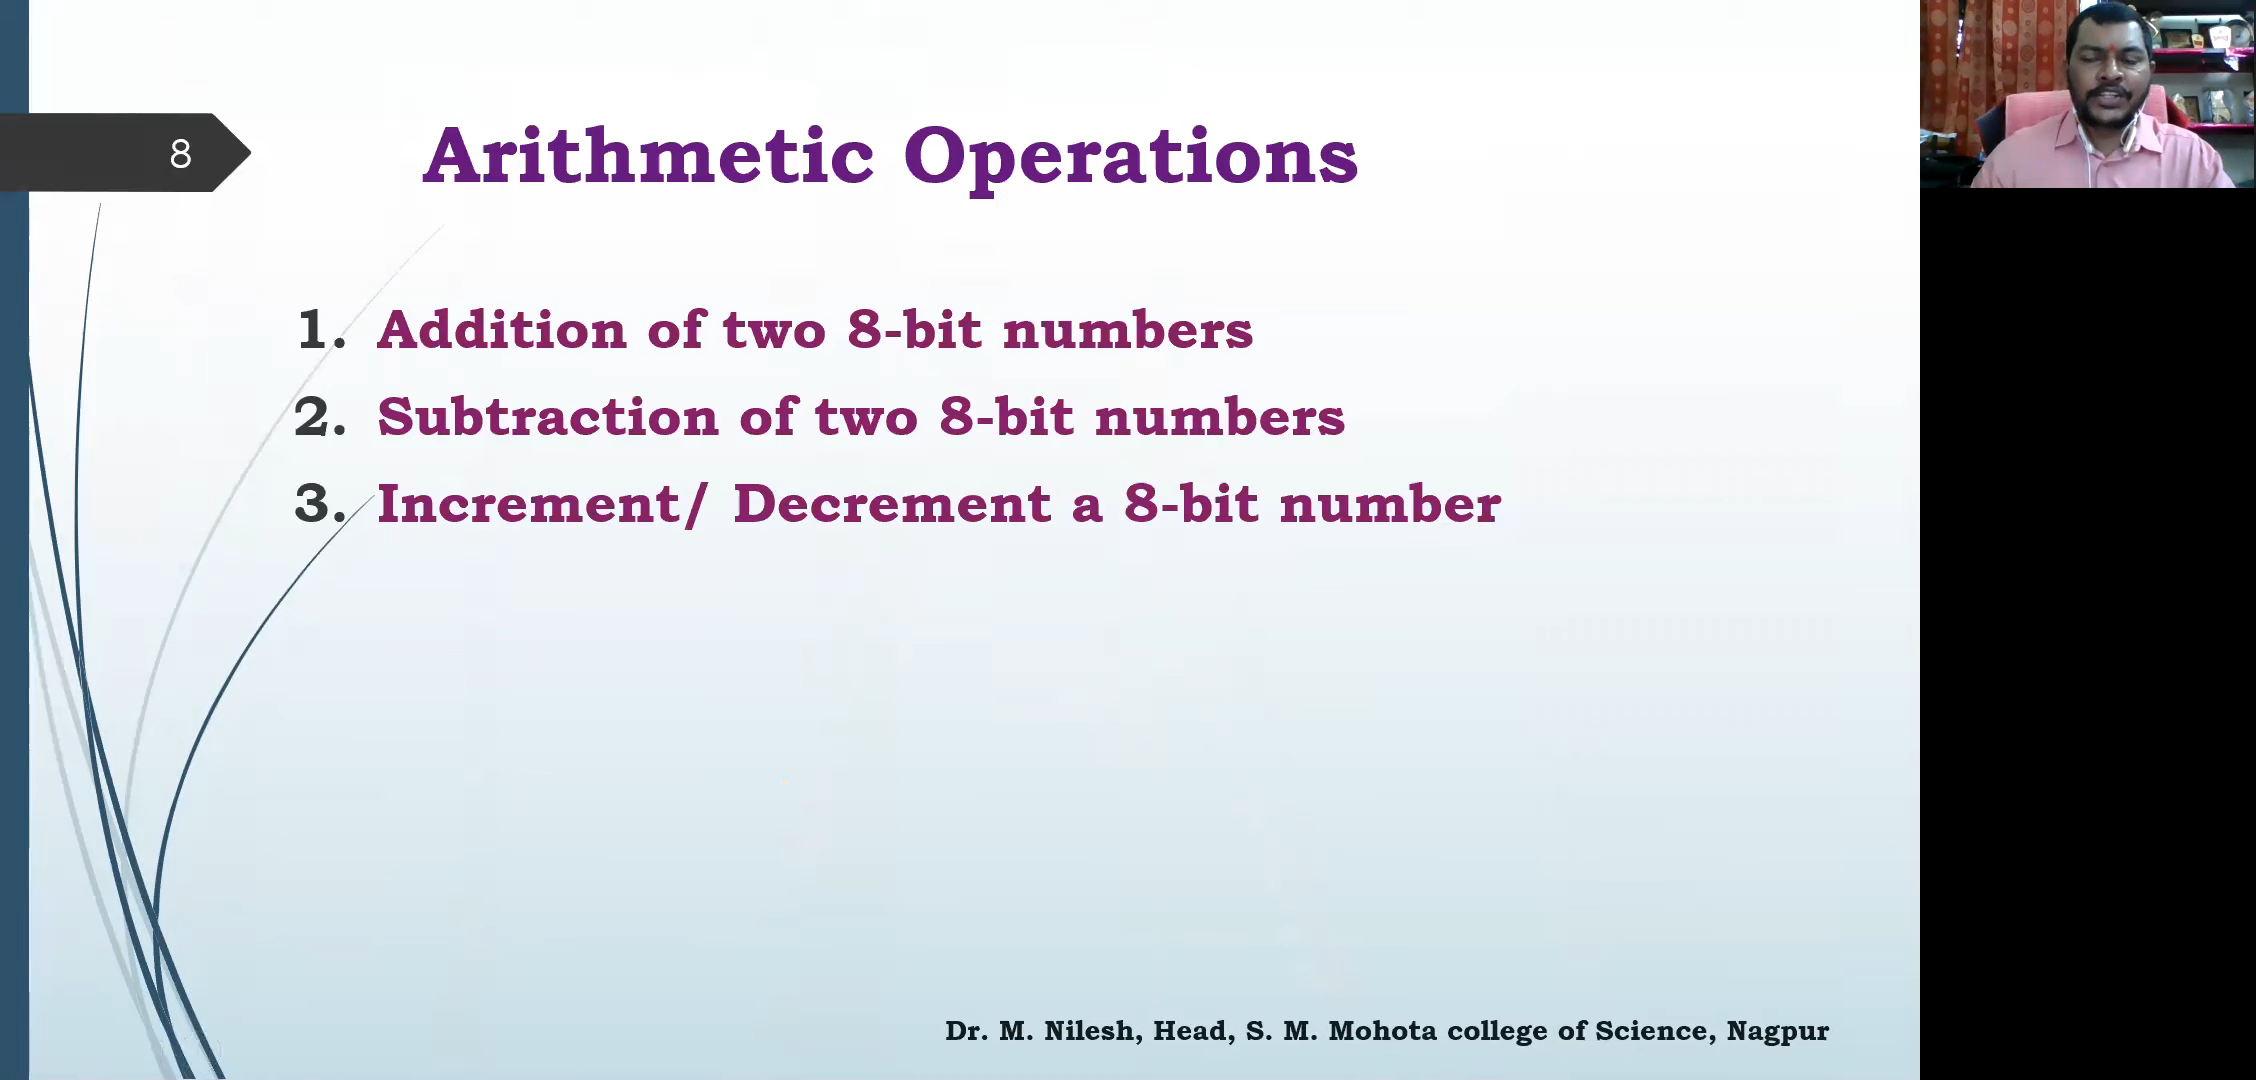 8
Arithmetic Operations
1. Addition of two 8-bit numbers
2. Subtraction of two 8-bit numbers
3. Increment/ Decrement a 8-bit number
Dr. M. Nilesh, Head, S. M. Mohota college of Science, Nagpur